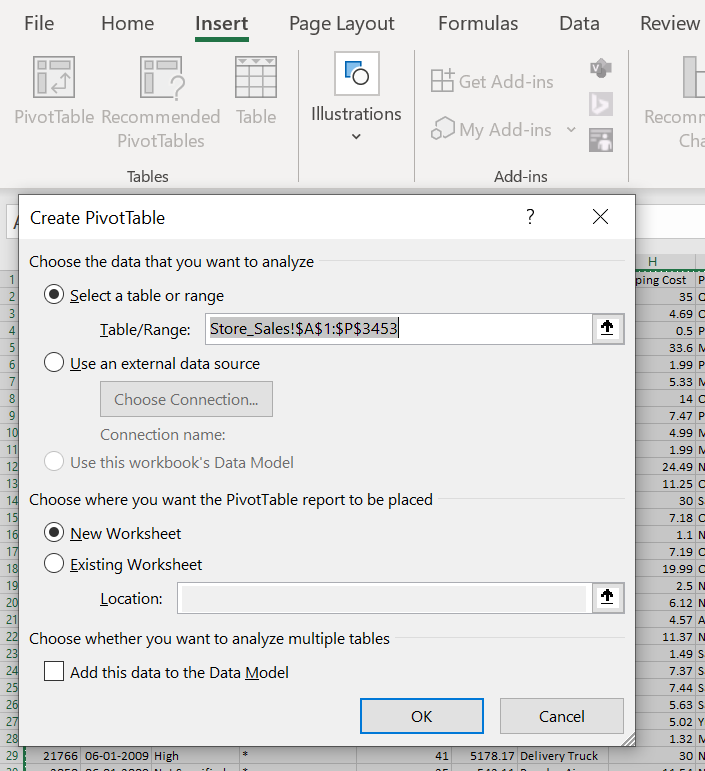 File Home Insert Page Layout Formulas Data Review
PivotTable Recommended PivotTables Table
Illustrations
Get Add-ins
My Add-ins
Tables Add-ins
Create PivotTable ? 
Choose the data that you want to analyze
Select a table or range
Table/Range: Store_Sales!$A$1:$P$3453
Use an external data source
Choose Connection...
Connection name:
Use this workbook's Data Model
Choose where you want the PivotTable report to be placed
New Worksheet
Existing Worksheet
Location:
Choose whether you want to analyze multiple tables
Add this data to the Data Model
OK Cancel
H
1 ping Cost
2 35
3 4.69
4 0.5
5 33.6
6 1.99
7 5.33
8 14
9 7.47
10 4.99
11 1.99
12 24.49
13 11.25
14 30
15 7.18
16 1.1
17 7.19
18 19.99
19 2.5
20 6.12
21 4.57
22 11.37
23 1.49
24 7.37
25 7.44
26 5.63
27 5.02
28 1.32
29 21766 06-01-2009 High * 41 5178.17 Delivery Truck 30